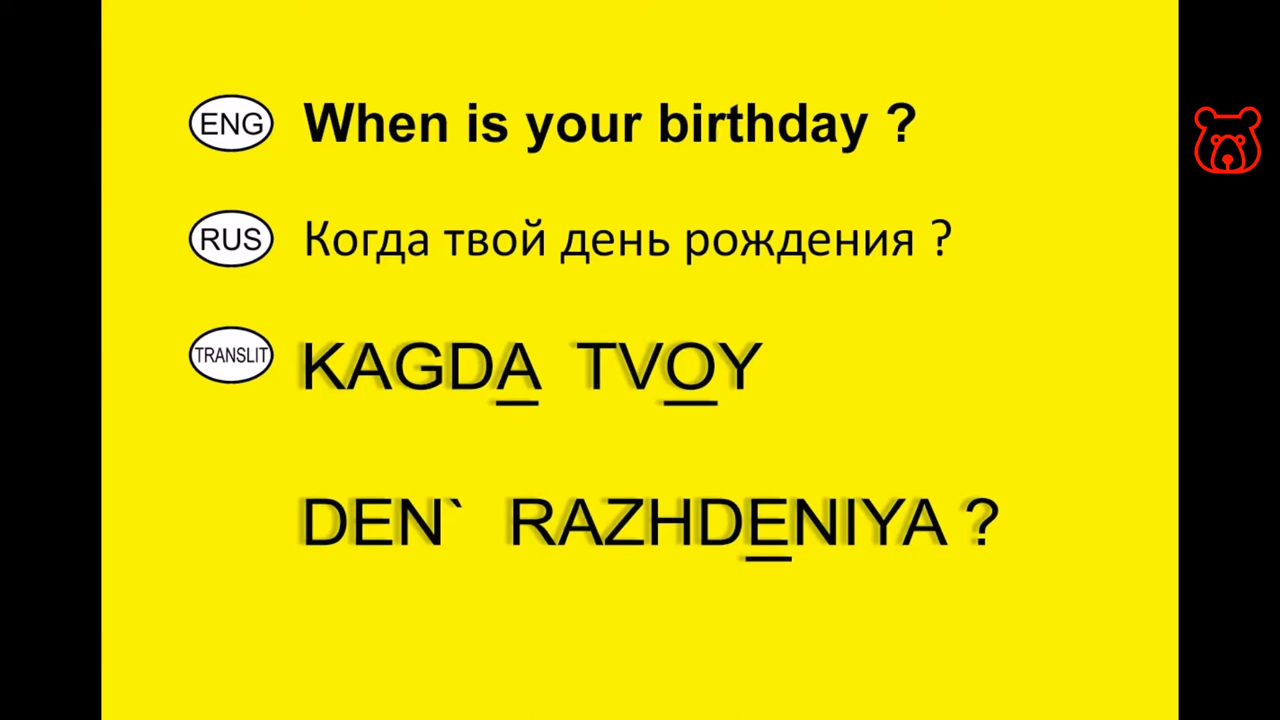 ENG When is your birthday ?
RUS Когда твой день рождения ?
TRANSLIT KAGDA TVOY
DEN` RAZHDENIYA ?